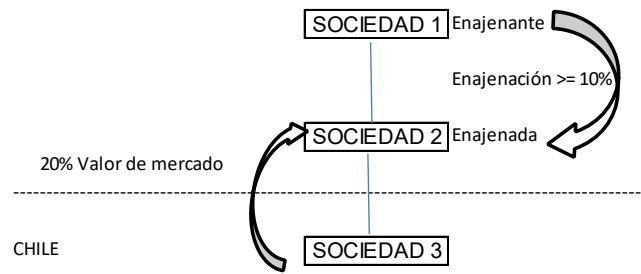 SOCIEDAD 1 Enajenante
Enajenación >= 10%
SOCIEDAD 2 Enajenada
20% Valor de mercado
CHILE
SOCIEDAD 3